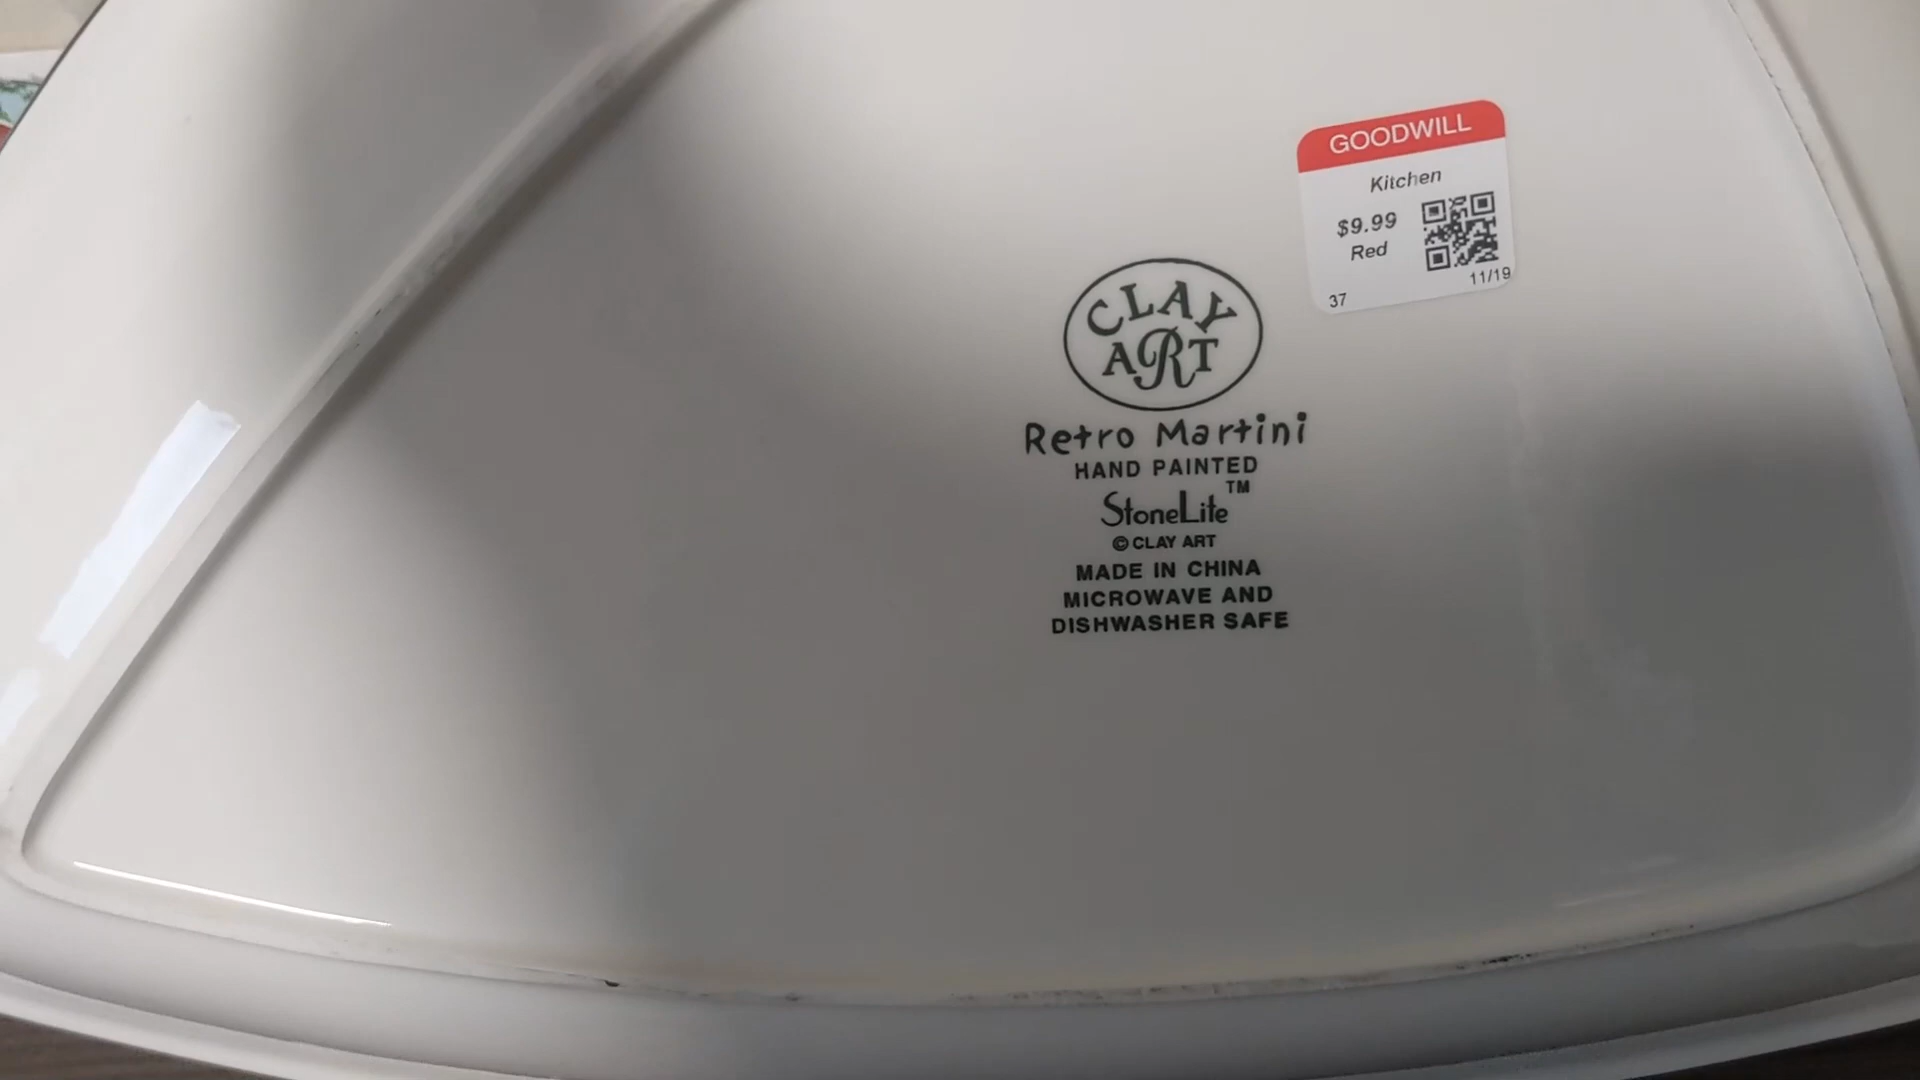 GOODWILL
Kitchen
$9.99
Red
11/19
37
CLAY
ART
Retro Martini
HAND PAINTED
StoneLite™
© CLAY ART
MADE IN CHINA
MICROWAVE AND
DISHWASHER SAFE